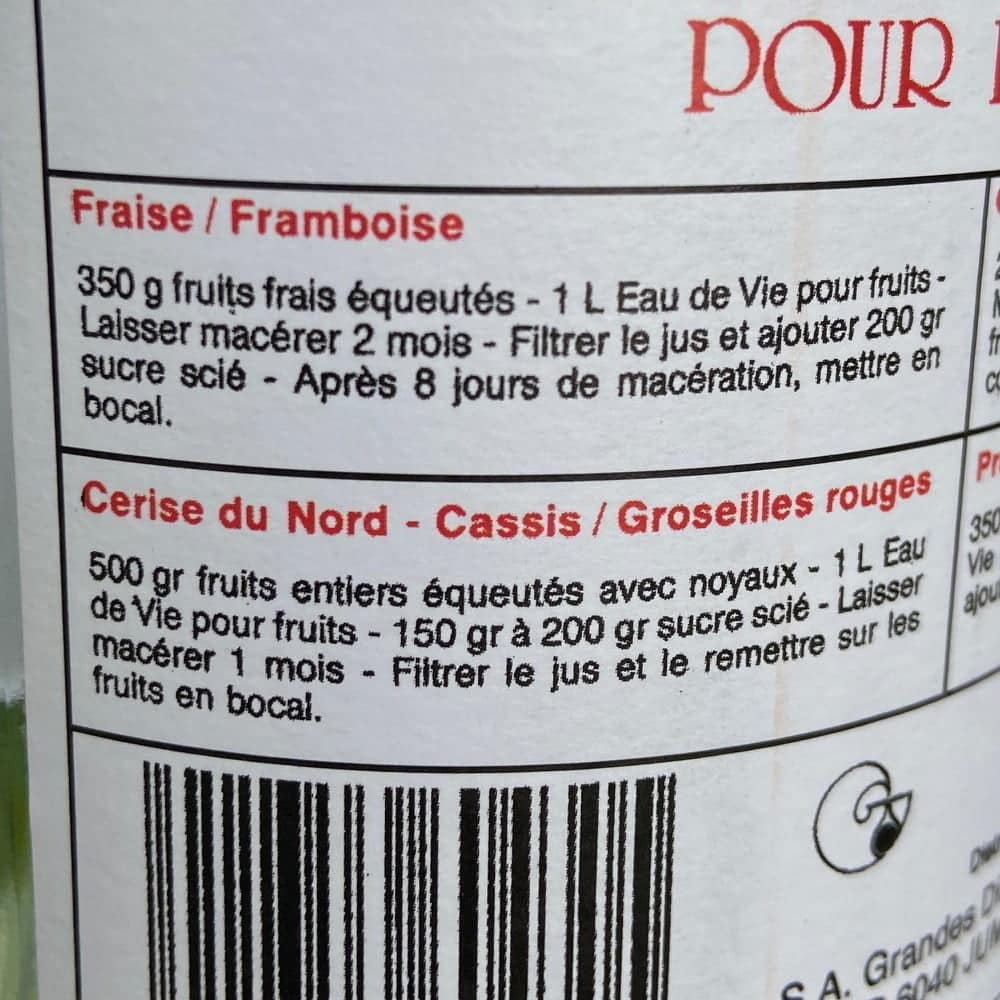 POUR
Fraise / Framboise
350 g fruits frais équeutés - 1 L Eau de Vie pour fruits -
Laisser macérer 2 mois - Filtrer le jus et ajouter 200 gr
sucre scié - Après 8 jours de macération, mettre en
bocal.
Cerise du Nord - Cassis / Groseilles rouges
500 gr fruits entiers équeutés avec noyaux - 1 L Eau
de Vie pour fruits - 150 gr à 200 gr sucre scié - Laisser
macérer 1 mois - Filtrer le jus et le remettre sur les
fruits en bocal.
350
Vie
S.A. Grandes
6040